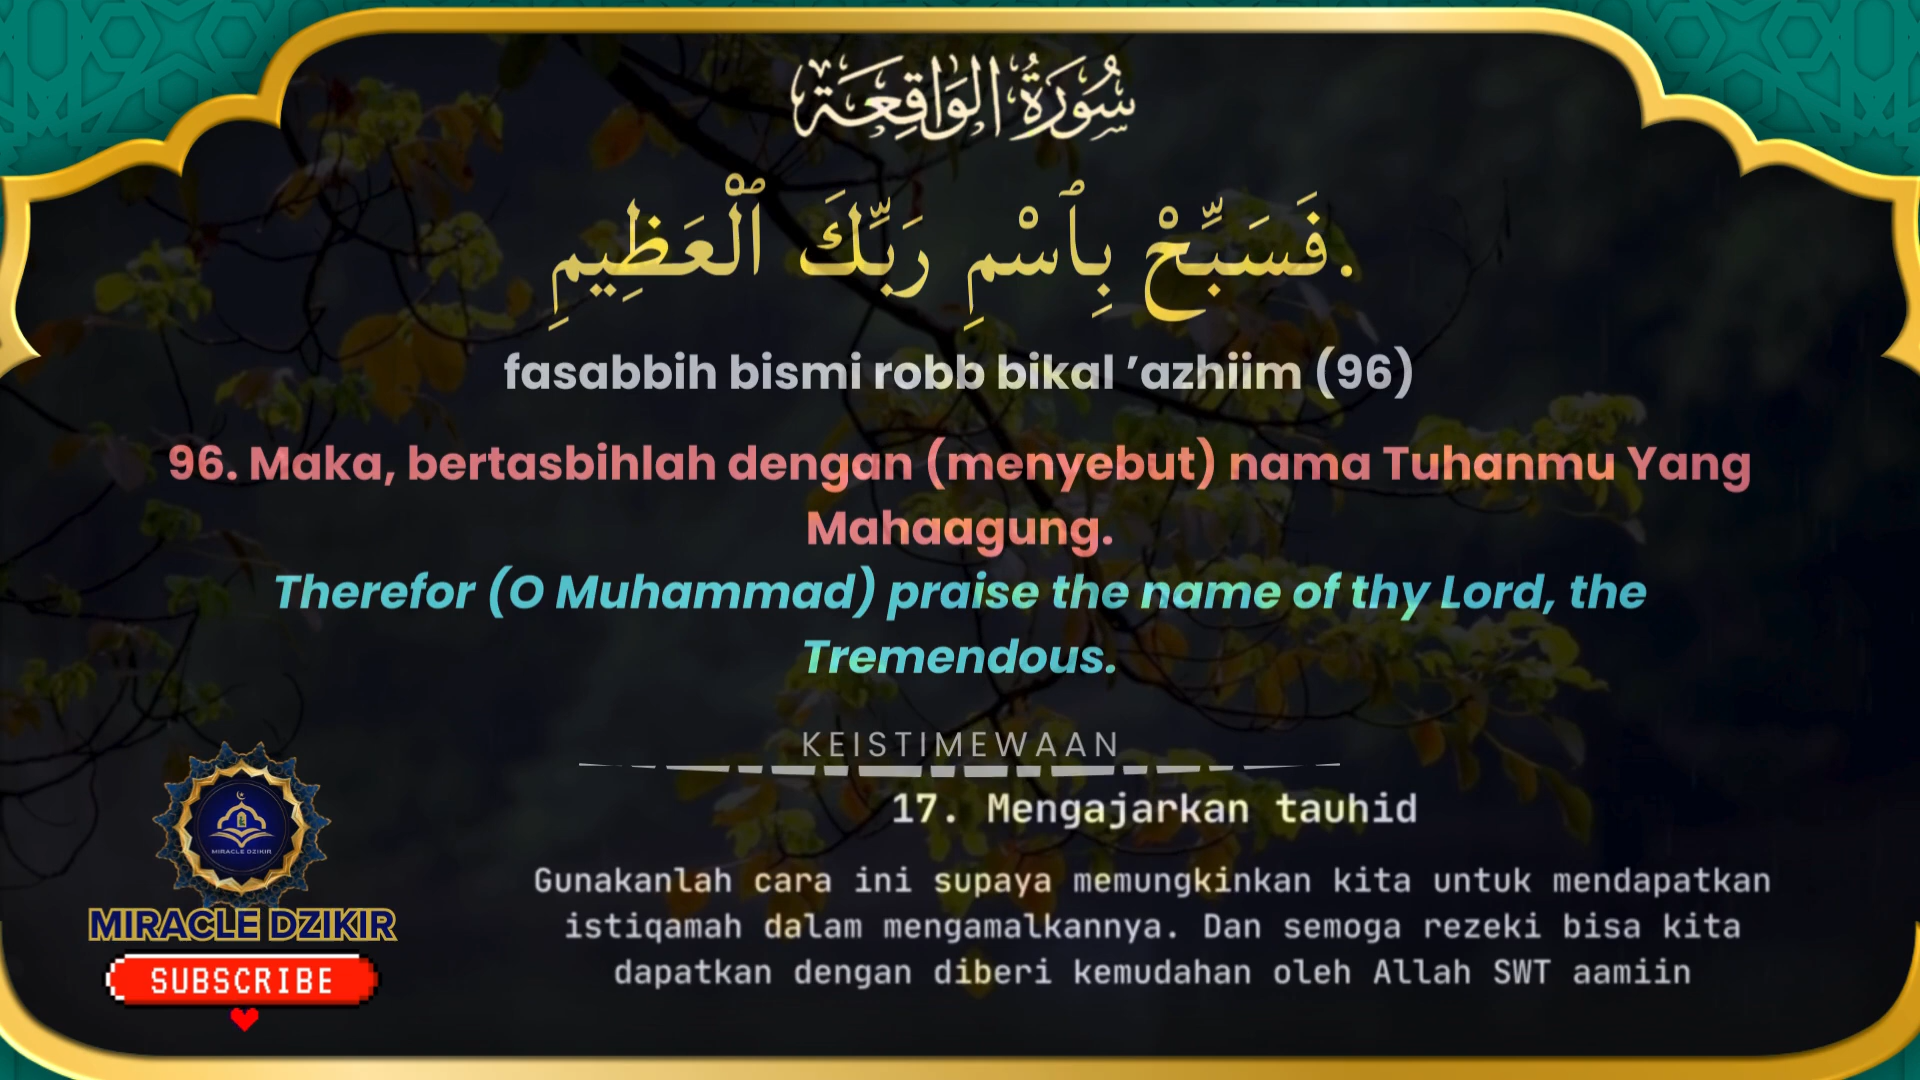 سُورَةُ الوَاقِعَة
فَسَبِّحْ بِٱسْمِ رَبِّكَ ٱلْعَظِيمِ.
fasabbih bismi robb bikal ’azhiim (96)
96. Maka, bertasbihlah dengan (menyebut) nama Tuhanmu Yang
Mahaagung.
Therefor (O Muhammad) praise the name of thy Lord, the
Tremendous.
KEISTIMEWAAN
17. Mengajarkan tauhid
Gunakanlah cara ini supaya memungkinkan kita untuk mendapatkan
istiqamah dalam mengamalkannya. Dan semoga rezeki bisa kita
dapatkan dengan diberi kemudahan oleh Allah SWT aamiin
MIRACLE DZIKIR
MIRACLE DZIKIR
SUBSCRIBE